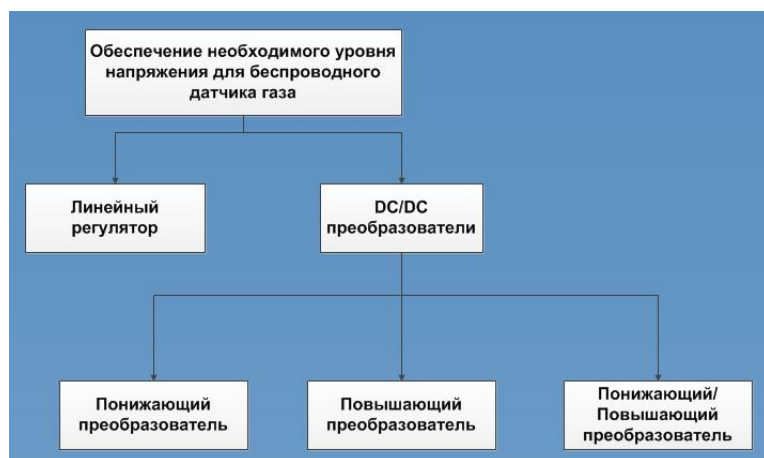 Обеспечение необходимого уровня
напряжения для беспроводного
датчика газа
Линейный
регулятор
DC/DC
преобразователи
Понижающий
преобразователь
Повышающий
преобразователь
Понижающий/
Повышающий
преобразователь